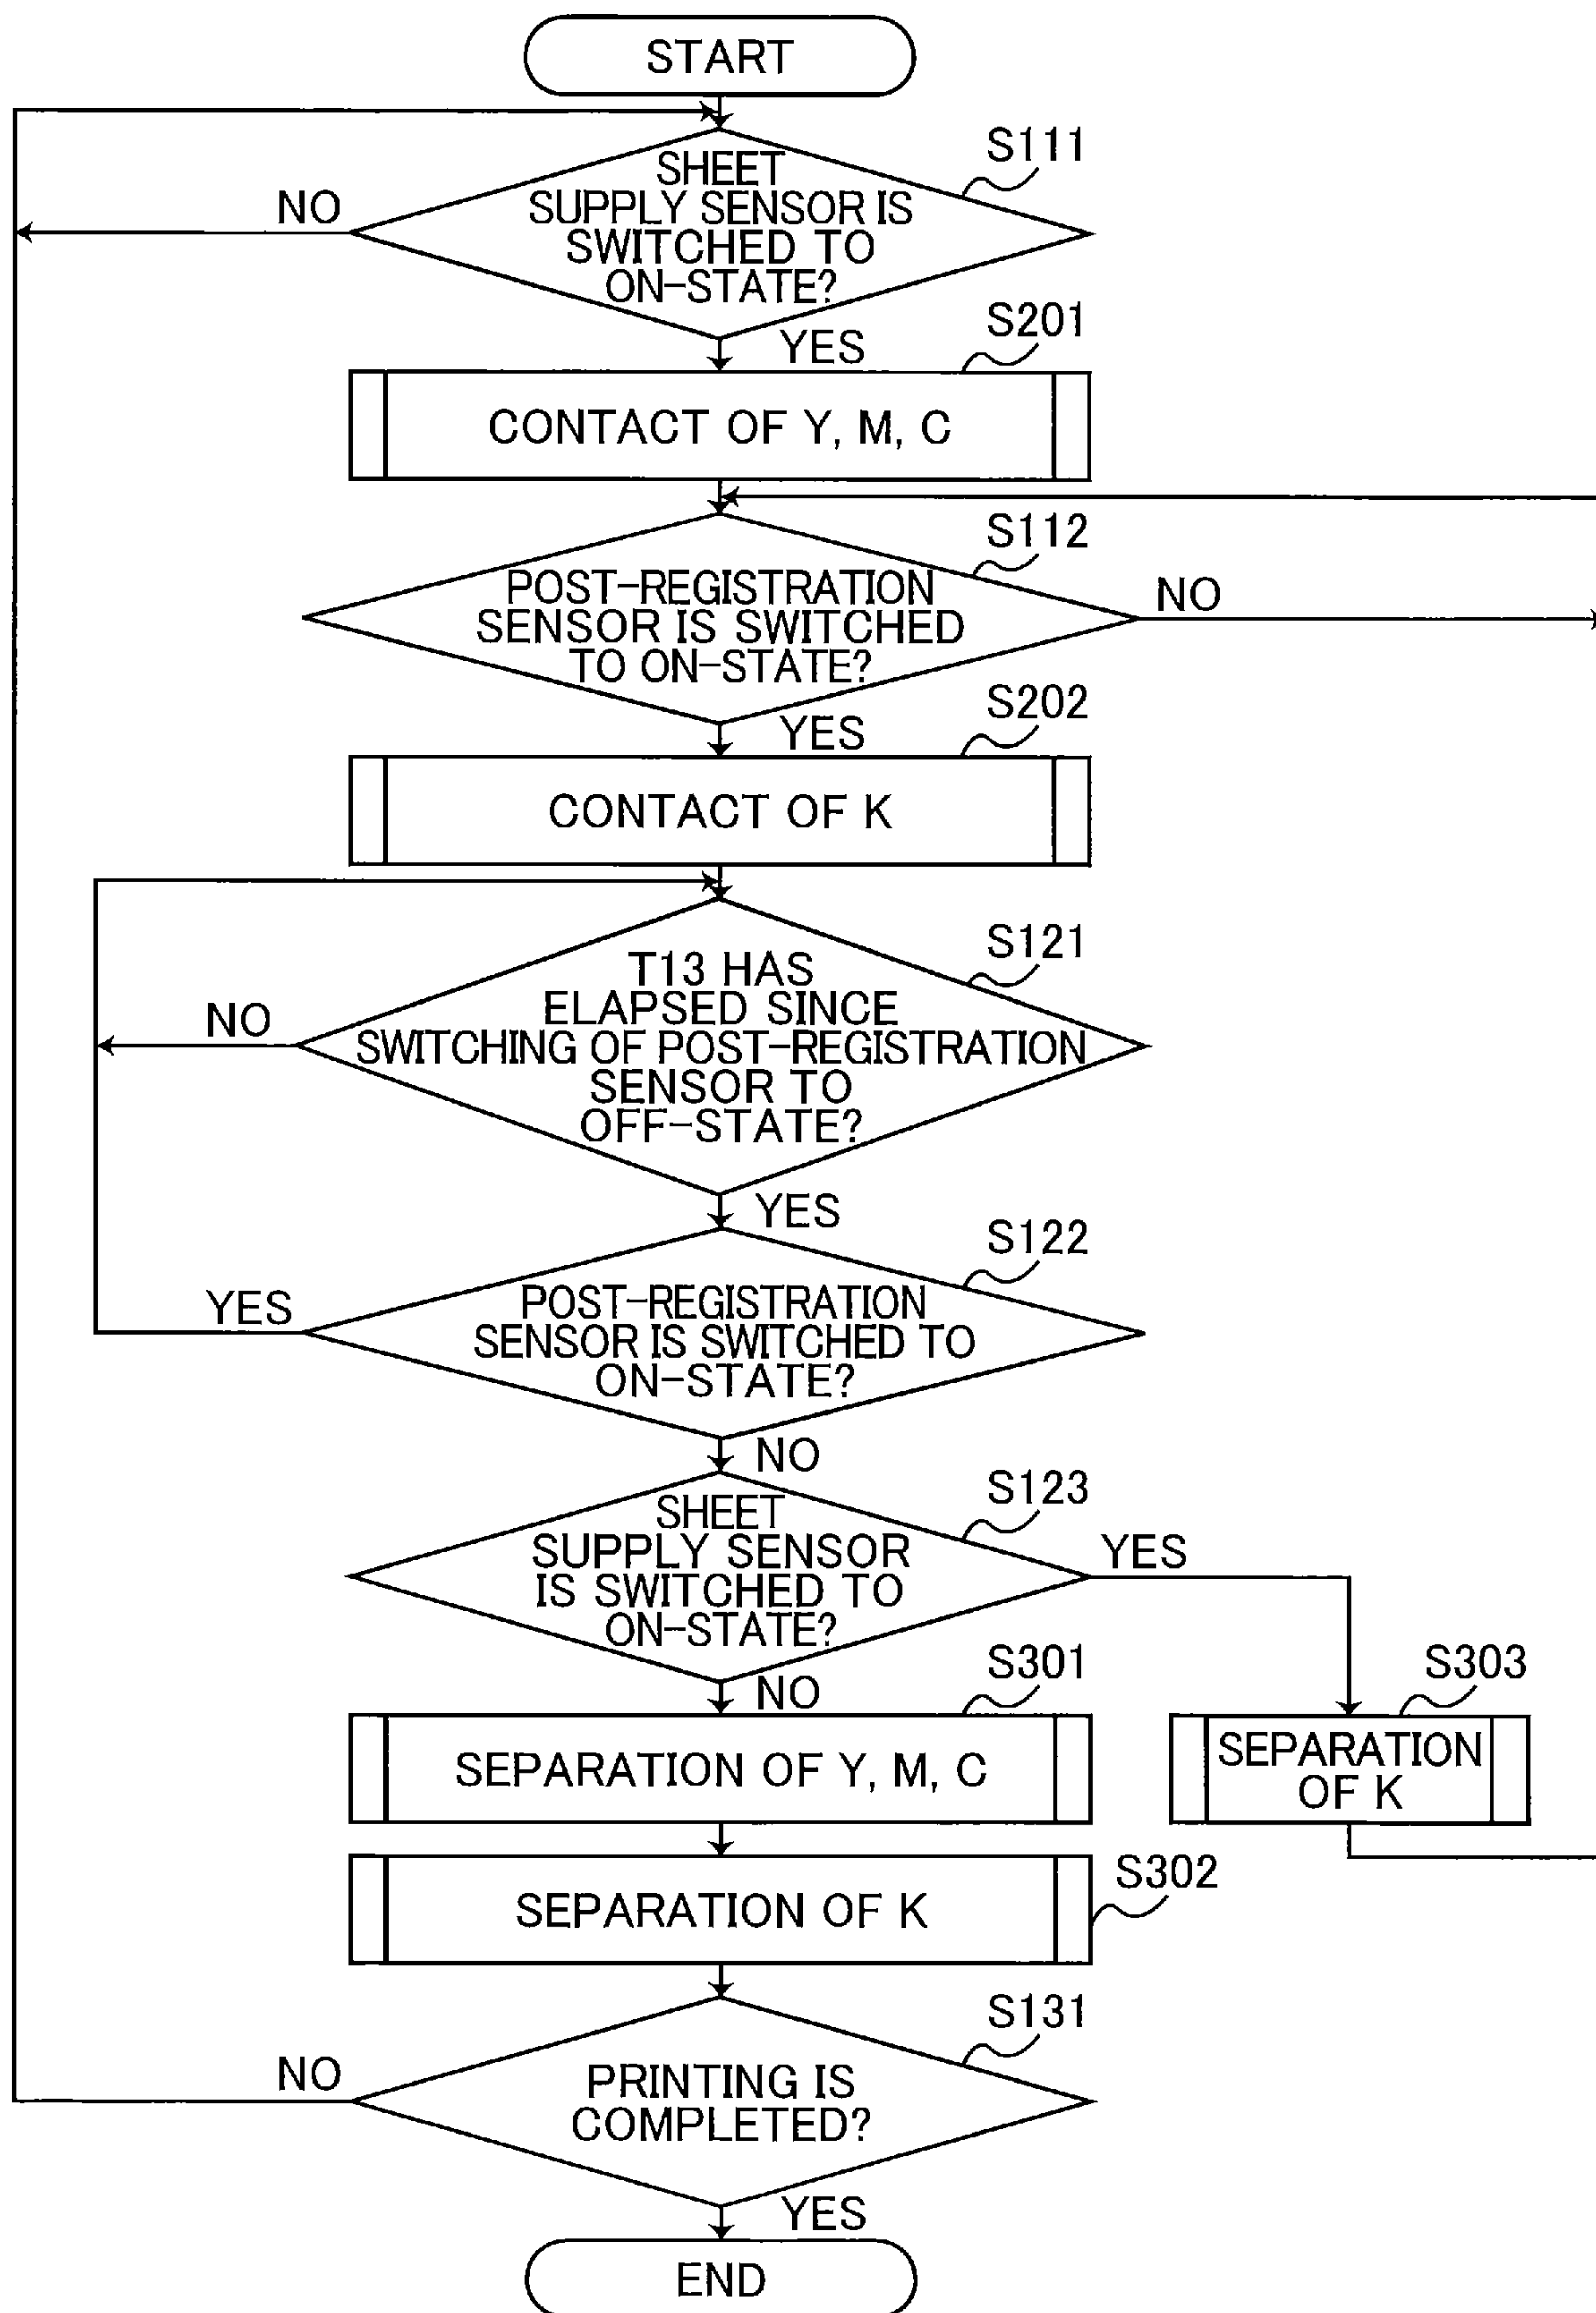 START
S111
SHEET
SUPPLY SENSOR IS
SWITCHED TO
ON-STATE?
NO
YES
S201
CONTACT OF Y, M, C
S112
POST-REGISTRATION
SENSOR IS SWITCHED
TO ON-STATE?
NO
YES
S202
CONTACT OF K
S121
T13 HAS
ELAPSED SINCE
SWITCHING OF POST-REGISTRATION
SENSOR TO
OFF-STATE?
NO
YES
S122
POST-REGISTRATION
SENSOR IS SWITCHED TO
ON-STATE?
YES
NO
S123
SHEET
SUPPLY SENSOR
IS SWITCHED TO
ON-STATE?
YES
NO
S301
SEPARATION OF Y, M, C
S303
SEPARATION
OF K
S302
SEPARATION OF K
S131
PRINTING IS
COMPLETED?
NO
YES
END